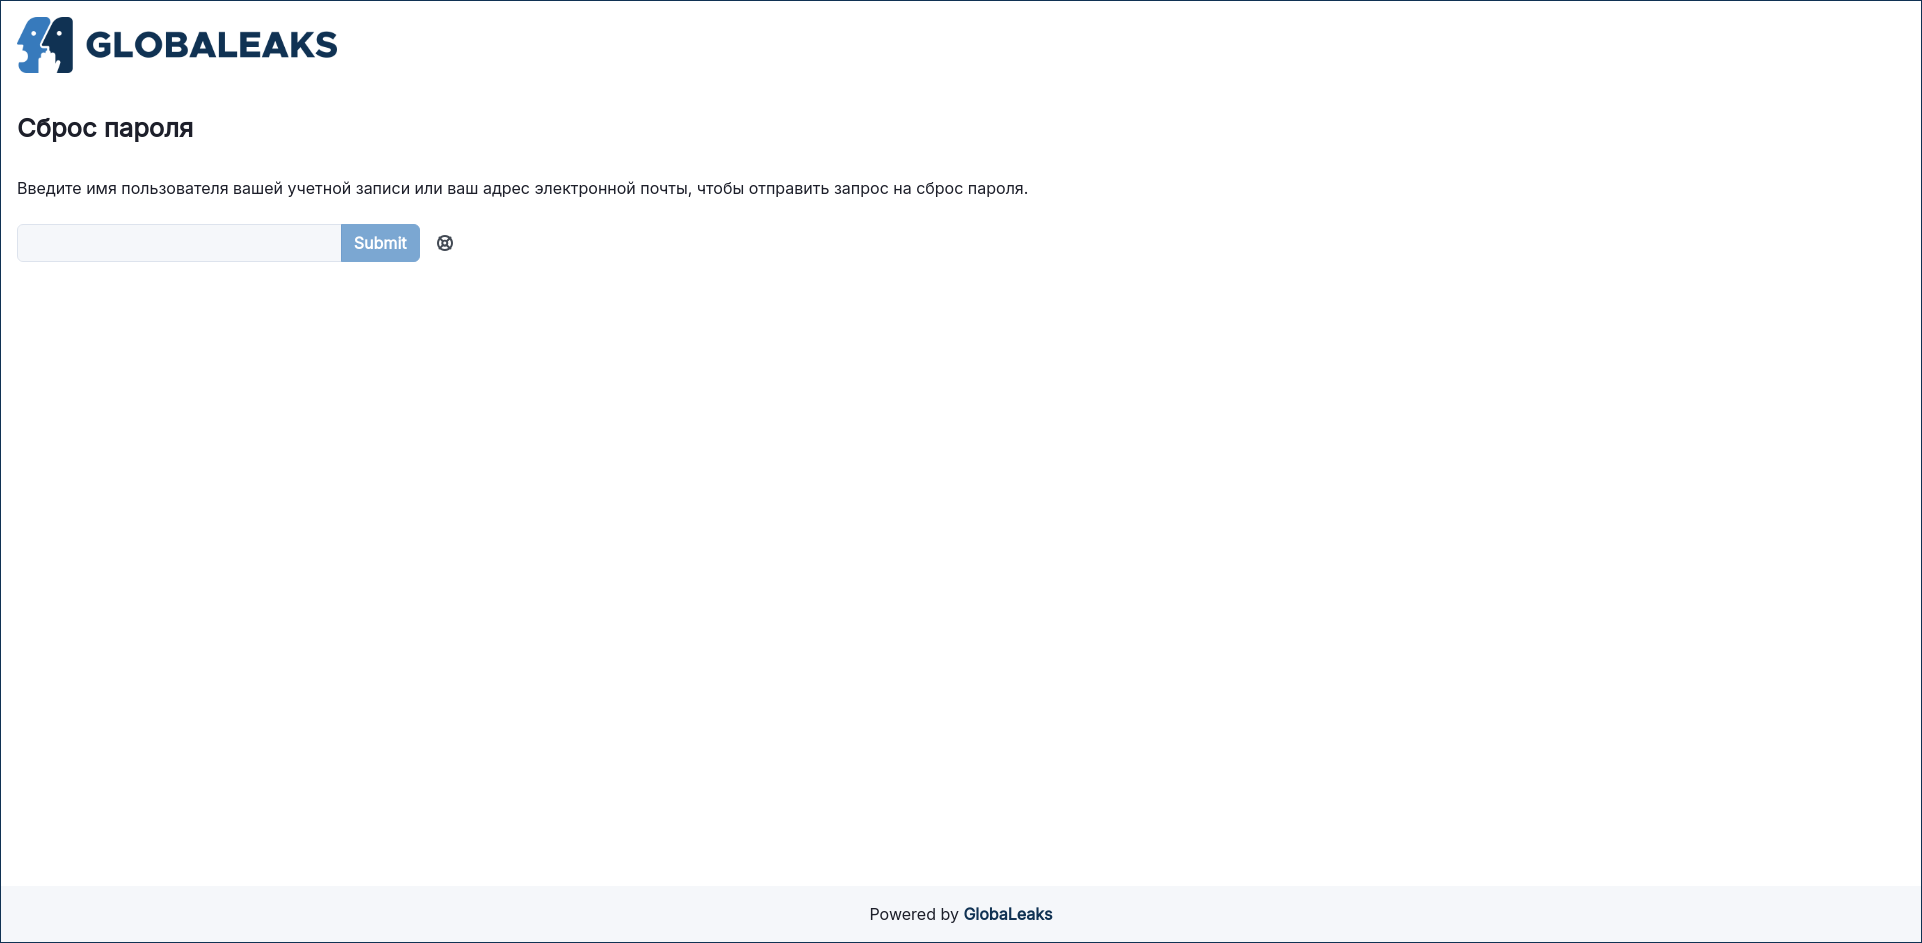 GLOBALEAKS
Сброс пароля
Введите имя пользователя вашей учетной записи или ваш адрес электронной почты, чтобы отправить запрос на сброс пароля.
Submit
Powered by GlobaLeaks